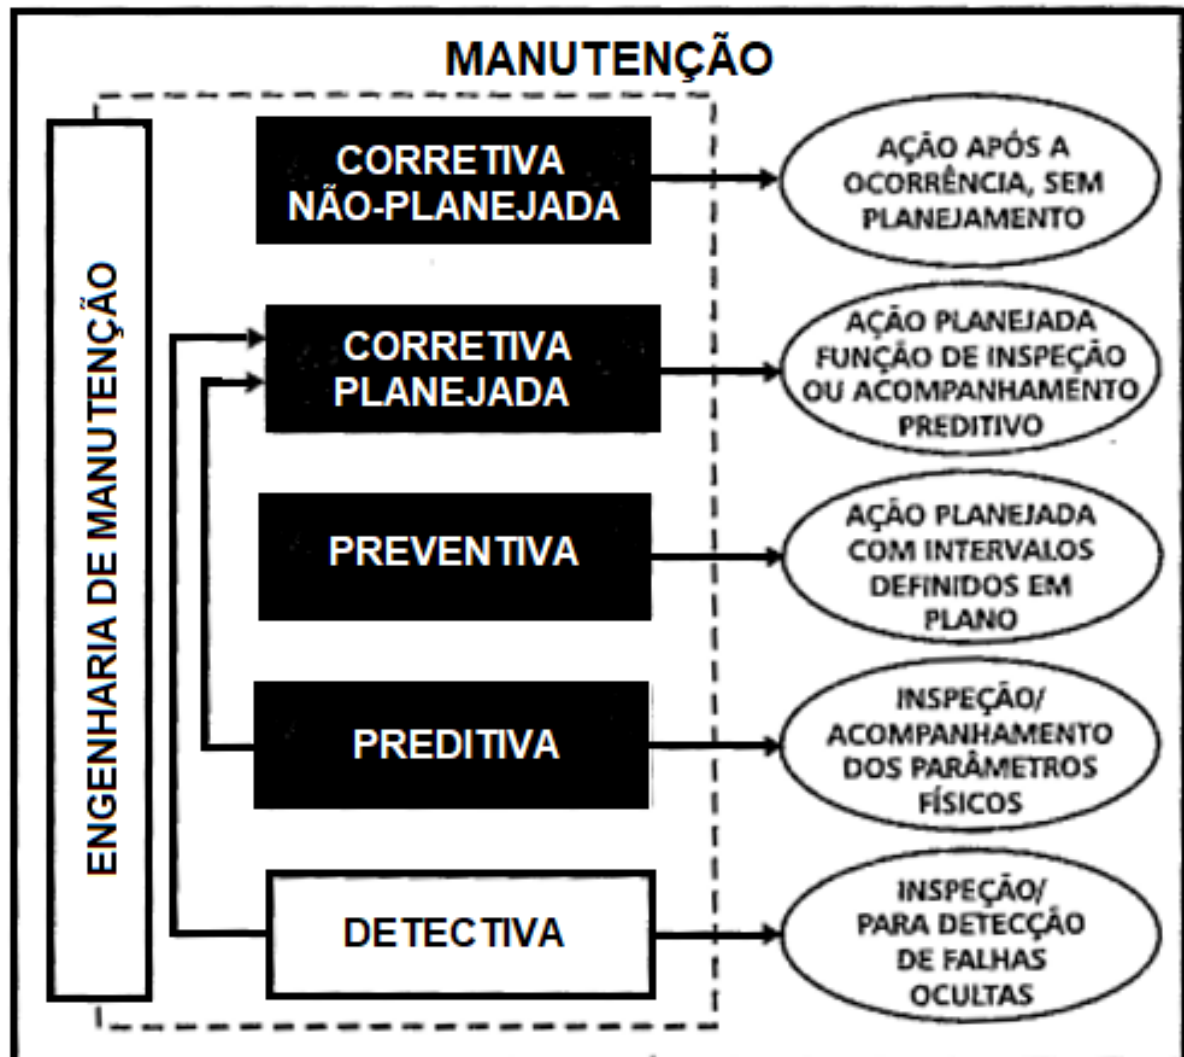 MANUTENÇÃO
ENGENHARIA DE MANUTENÇÃO
CORRETIVA
NÃO-PLANEJADA
AÇÃO APÓS A
OCORRÊNCIA, SEM
PLANEJAMENTO
CORRETIVA
PLANEJADA
AÇÃO PLANEJADA
FUNÇÃO DE INSPEÇÃO
OU ACOMPANHAMENTO
PREDITIVO
PREVENTIVA
AÇÃO PLANEJADA
COM INTERVALOS
DEFINIDOS EM
PLANO
PREDITIVA
INSPEÇÃO/
ACOMPANHAMENTO
DOS PARÂMETROS
FÍSICOS
DETECTIVA
INSPEÇÃO/
PARA DETECÇÃO
DE FALHAS
OCULTAS